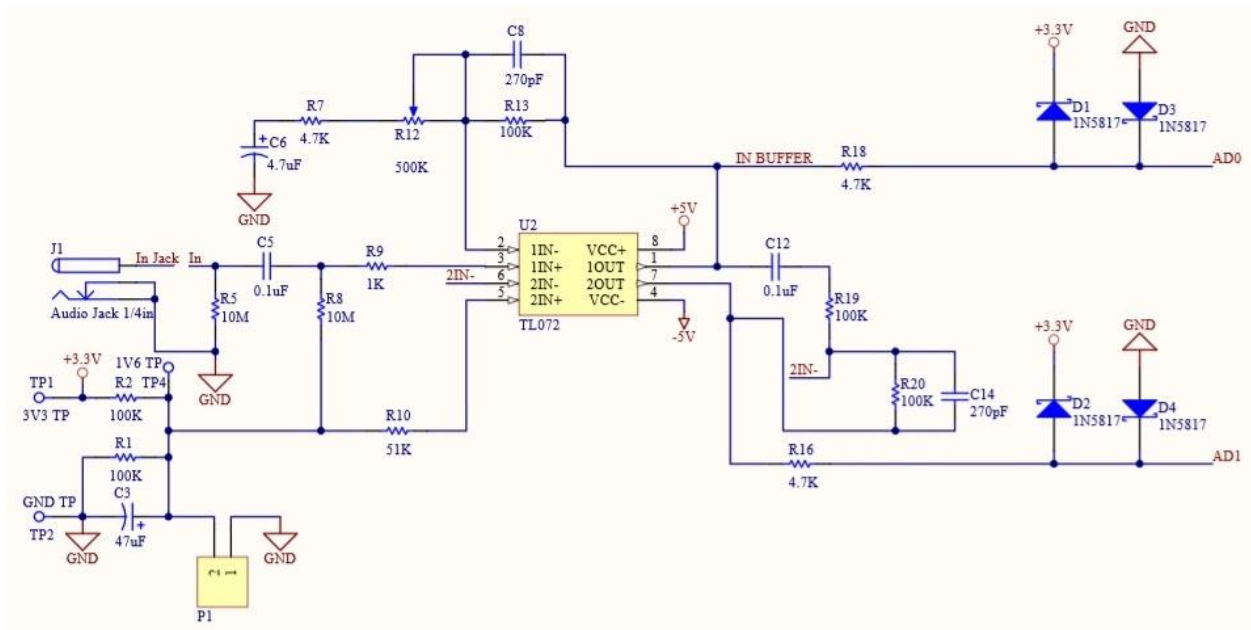 C8
270pF
+3.3V
GND
R7
4.7K
R13
100K
R12
500K
D1
1N5817
D3
1N5817
+
C6
4.7uF
GND
IN BUFFER
R18
4.7K
AD0
U2
+5V
J1
In Jack
In
C5
0.1uF
R9
1K
2IN-
2
3
6
5
1IN-
1IN+
2IN-
2IN+
VCC+
1OUT
2OUT
VCC-
8
1
7
4
TL072
-5V
C12
0.1uF
R19
100K
Audio Jack 1/4in
R5
10M
R8
10M
+3.3V
GND
+3.3V
1V6 TP
TP4
TP1
3V3 TP
R2
100K
GND
2IN-
R20
100K
C14
270pF
D2
1N5817
D4
1N5817
R10
51K
R1
100K
R16
4.7K
AD1
GND TP
TP2
C3
+
47uF
GND
GND
2
1
P1